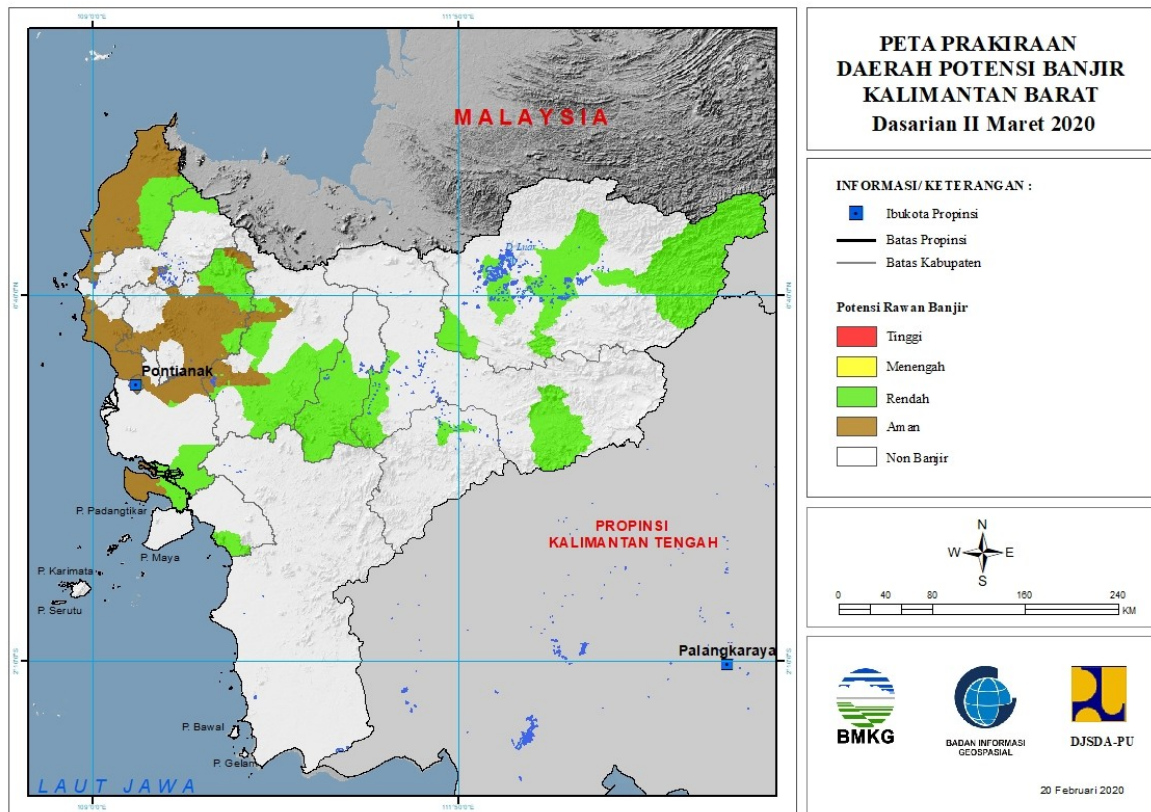 PETA PRAKIRAAN
DAERAH POTENSI BANJIR
KALIMANTAN BARAT
Dasarian II Maret 2020
INFORMASI/ KETERANGAN :
Ibukota Propinsi
Batas Propinsi
Batas Kabupaten
Potensi Rawan Banjir
Tinggi
Menengah
Rendah
Aman
Non Banjir
N
W E
S
0 40 80 160 240
KM
BMKG
BADAN INFORMASI
GEOSPASIAL
DJSDA-PU
20 Februari 2020
MALAYSIA
D. Luar
Pontianak
P. Padangtikar
P. Maya
P. Karimata
P. Serutu
PROPINSI
KALIMANTAN TENGAH
Palangkaraya
P. Bawal
P. Gelam
LAUT JAWA